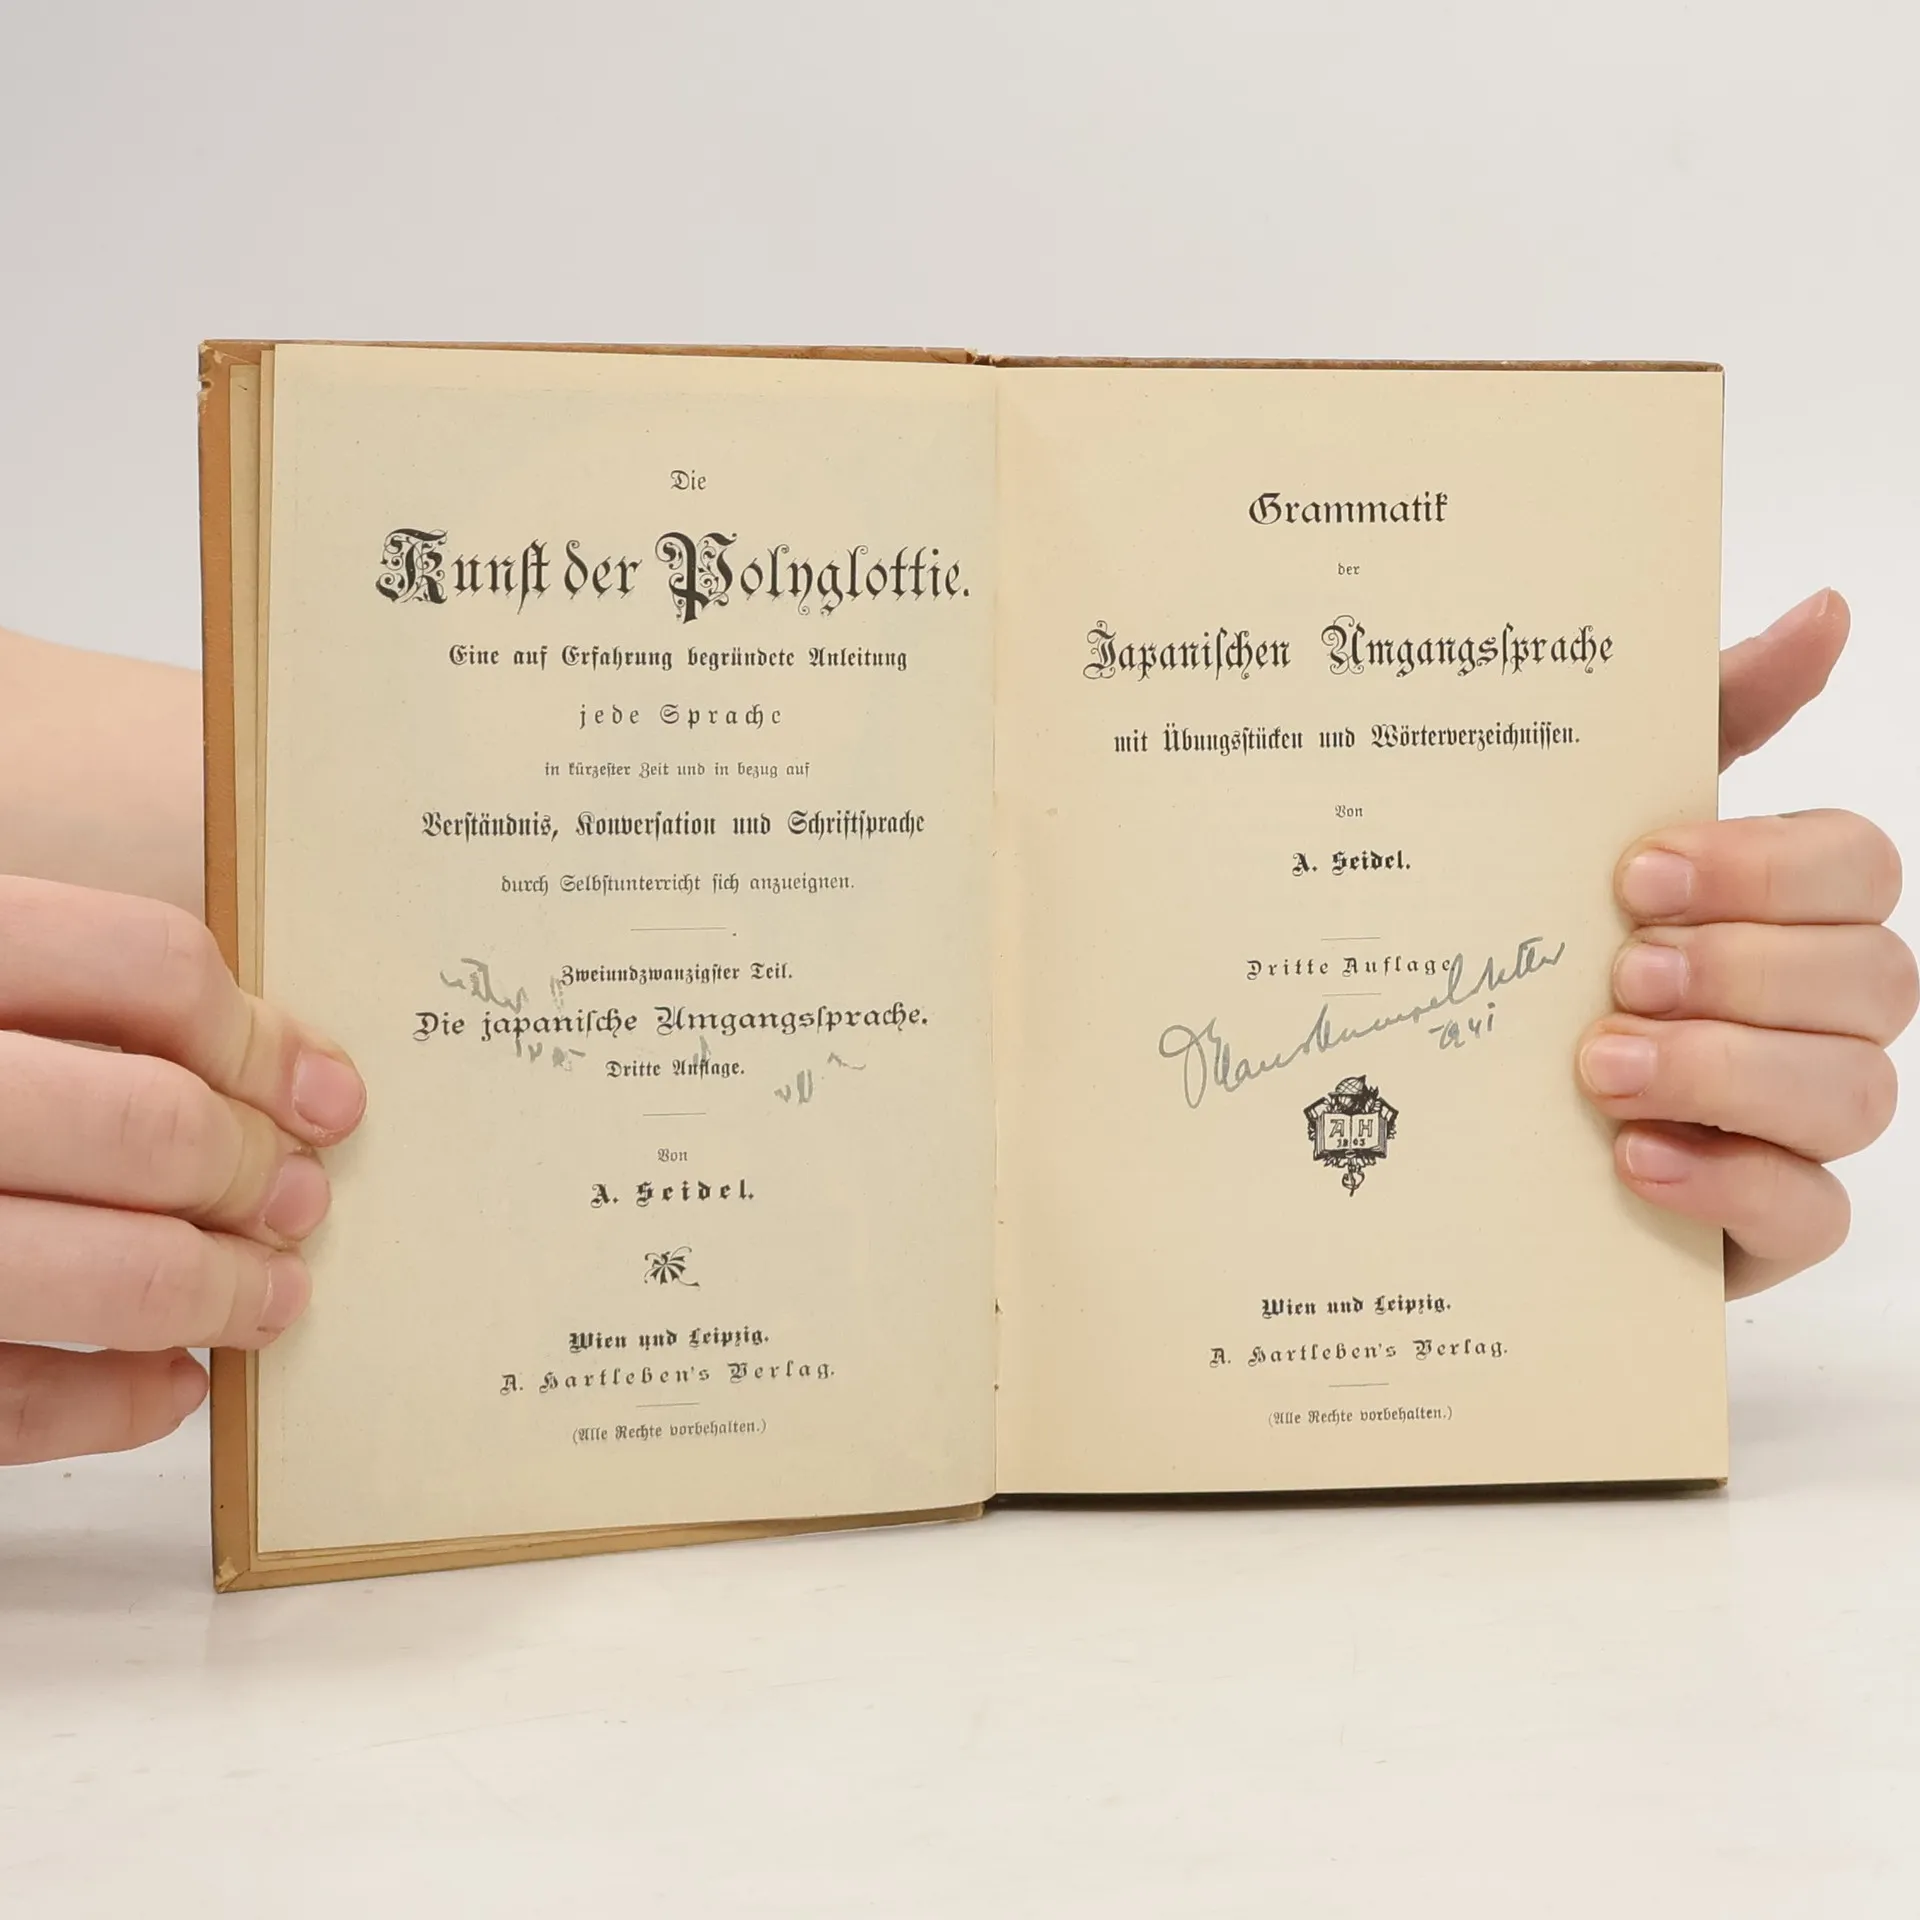 Die
Kunst der Polyglottie.
Eine auf Erfahrung begründete Anleitung
jede Sprache
in kürzester Zeit und in bezug auf
Verständnis, Konversation und Schriftsprache
durch Selbstunterricht sich anzueignen.
Zweiundzwanzigster Teil.
Die japanische Umgangssprache.
Dritte Auflage.
Von
A. Seidel.
Wien und Leipzig.
A. Hartleben's Verlag.
(Alle Rechte vorbehalten.)
Grammatik
der
Japanischen Umgangssprache
mit Übungsstücken und Wörterverzeichnissen.
Von
A. Seidel.
Dritte Auflage
1941
A H
1803
Wien und Leipzig.
A. Hartleben's Verlag.
(Alle Rechte vorbehalten.)